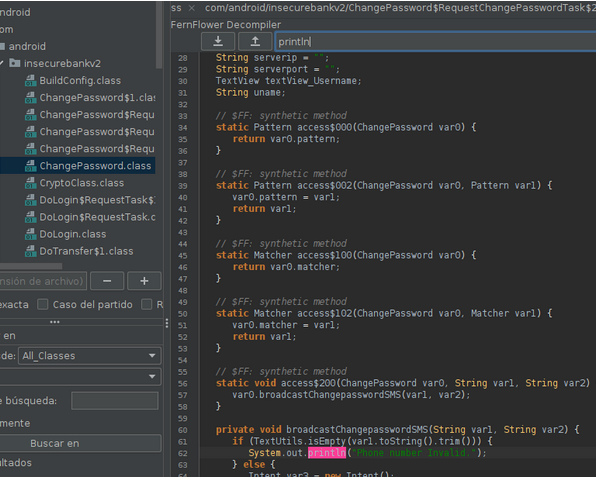 ndroid
om
android
insecurebankv2
BuildConfig.class
ChangePassword$1.clas
ChangePassword$Requ
ChangePassword$Requ
ChangePassword$Requ
ChangePassword.class
CryptoClass.class
DoLogin$RequestTask$1
DoLogin$RequestTask.c
DoLogin.class
DoTransfer$1.class
nsión de archivo)
− +
exacta Caso del partido R
en
de: All_Classes
e búsqueda:
mente
Buscar en
ultados
ss × com/android/insecurebankv2/ChangePassword$RequestChangePasswordTask$2
FernFlower Decompiler
println
28 String serverip = "";
29 String serverport = "";
30 TextView textView_Username;
31 String uname;
32
33 // $FF: synthetic method
34 static Pattern access$000(ChangePassword var0) {
35 return var0.pattern;
36 }
37
38 // $FF: synthetic method
39 static Pattern access$002(ChangePassword var0, Pattern var1) {
40 var0.pattern = var1;
41 return var1;
42 }
43
44 // $FF: synthetic method
45 static Matcher access$100(ChangePassword var0) {
46 return var0.matcher;
47 }
48
49 // $FF: synthetic method
50 static Matcher access$102(ChangePassword var0, Matcher var1) {
51 var0.matcher = var1;
52 return var1;
53 }
54
55 // $FF: synthetic method
56 static void access$200(ChangePassword var0, String var1, String var2)
57 var0.broadcastChangepasswordSMS(var1, var2);
58 }
59
60 private void broadcastChangepasswordSMS(String var1, String var2) {
61 if (TextUtils.isEmpty(var1.toString().trim())) {
62 System.out.println("Phone number Invalid.");
63 } else {
64 Intent var3 = new Intent();